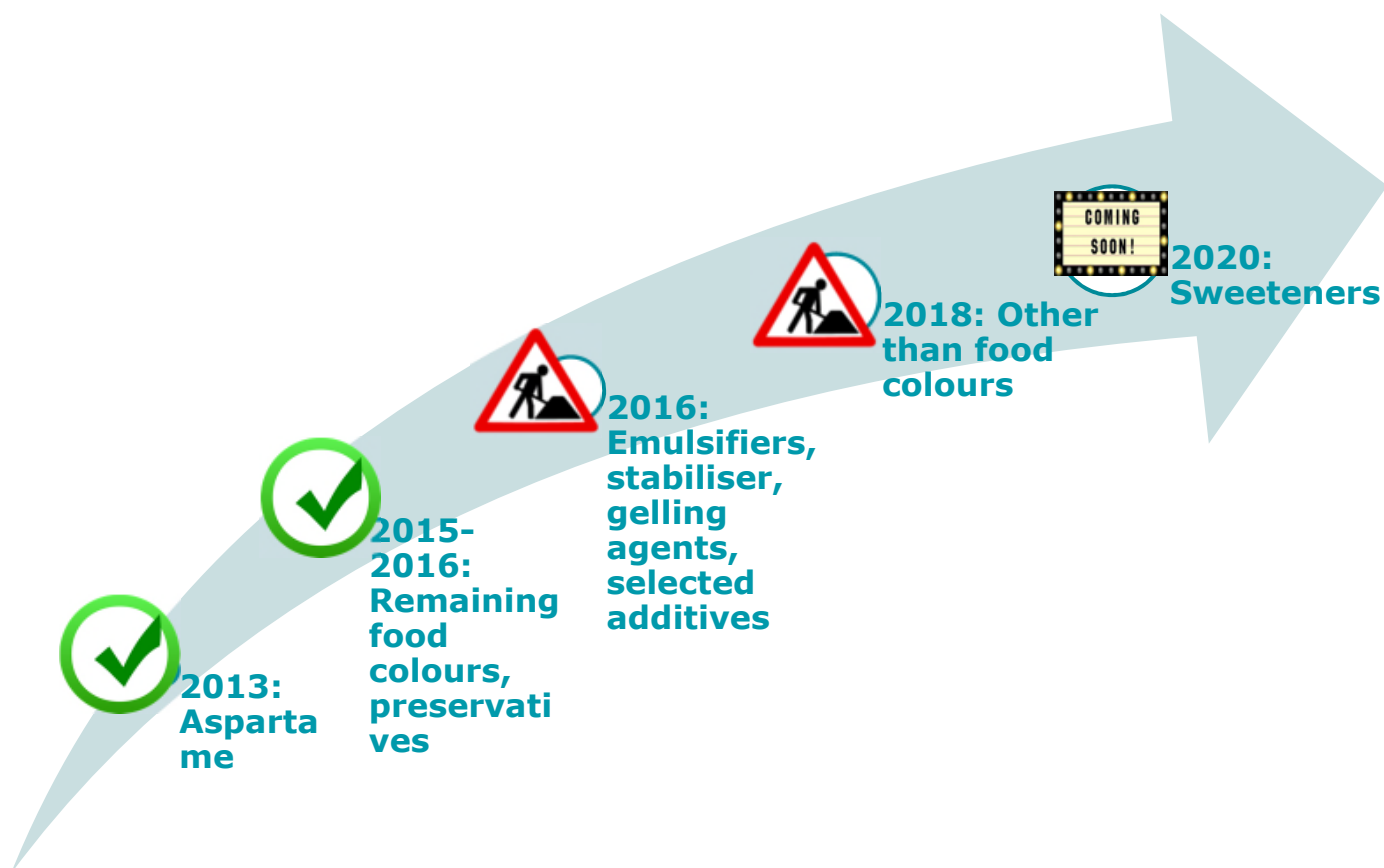 2013:
Asparta
me
2015-
2016:
Remaining
food
colours,
preservati
ves
2016:
Emulsifiers,
stabiliser,
gelling
agents,
selected
additives
2018: Other
than food
colours
COMING
SOON!
2020:
Sweeteners